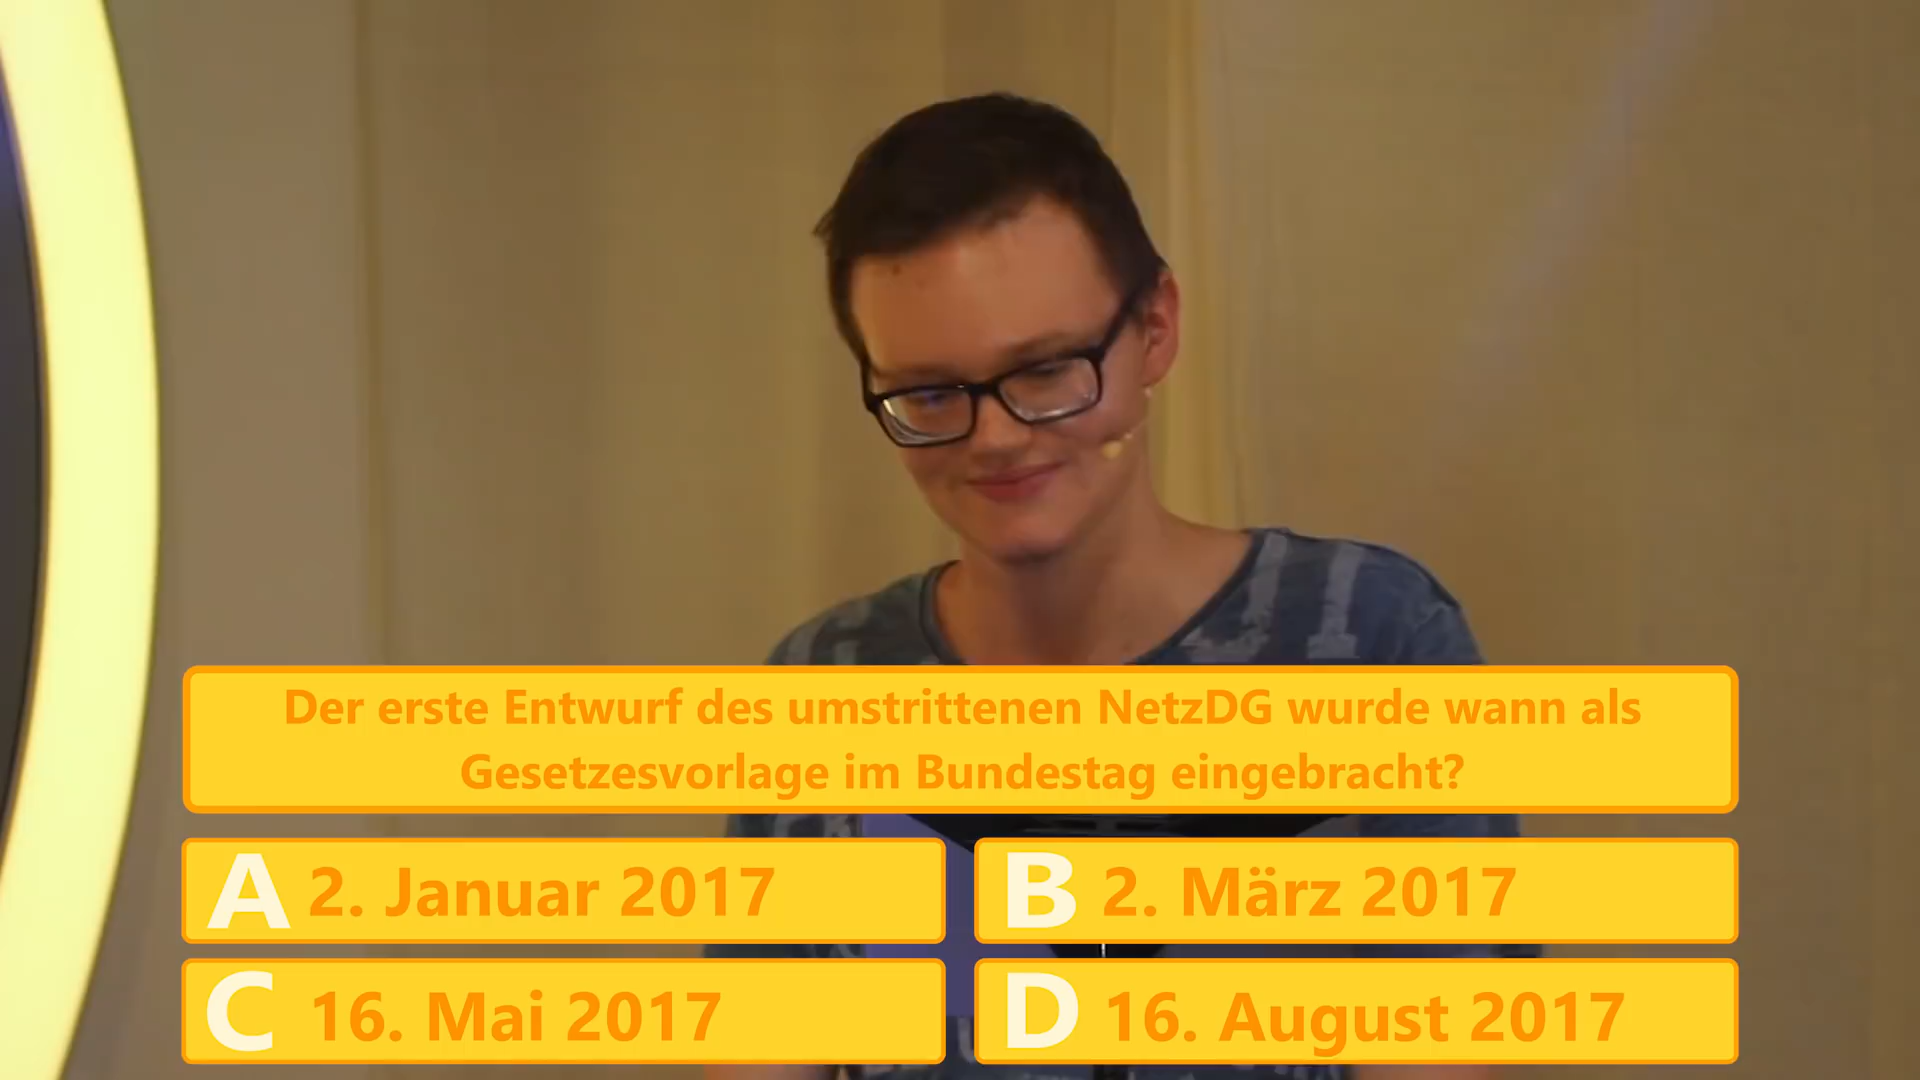 Der erste Entwurf des umstrittenen NetzDG wurde wann als
Gesetzesvorlage im Bundestag eingebracht?
A 2. Januar 2017
B 2. März 2017
C 16. Mai 2017
D 16. August 2017